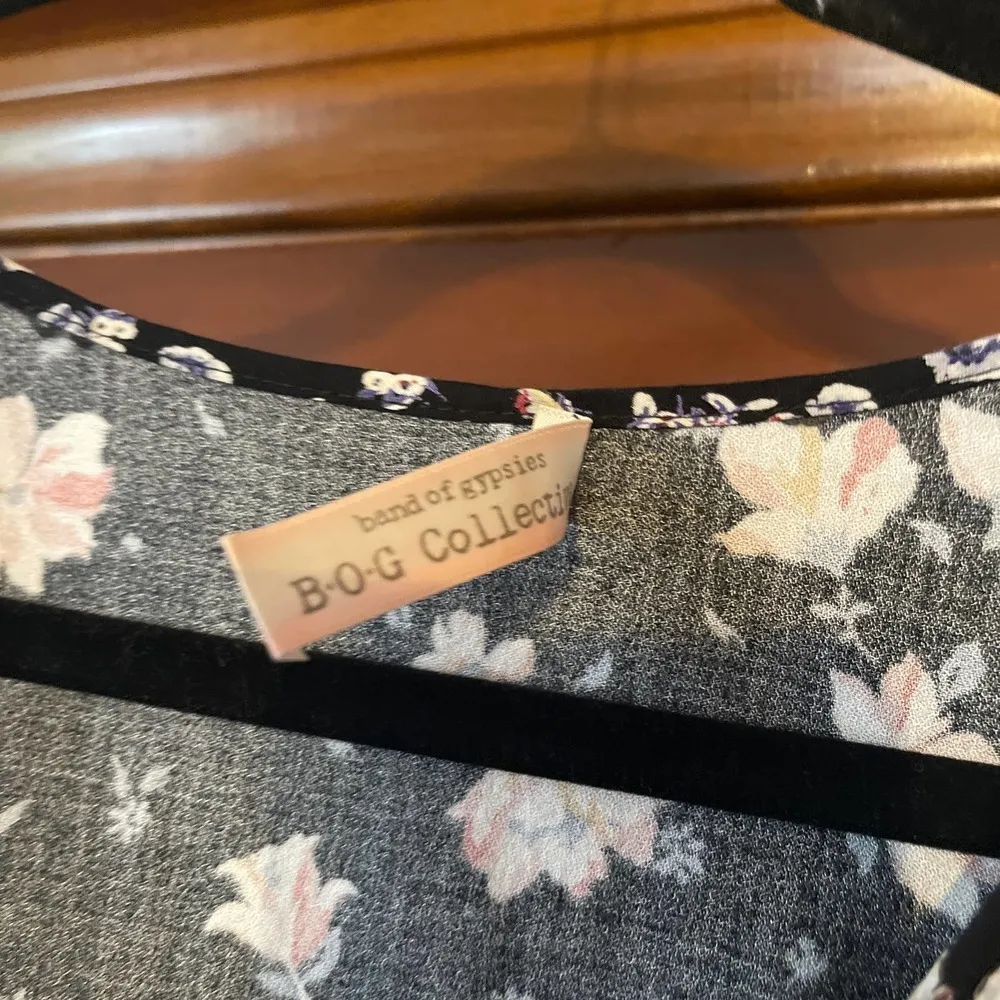 band of gypsies
B·O·G Collecti